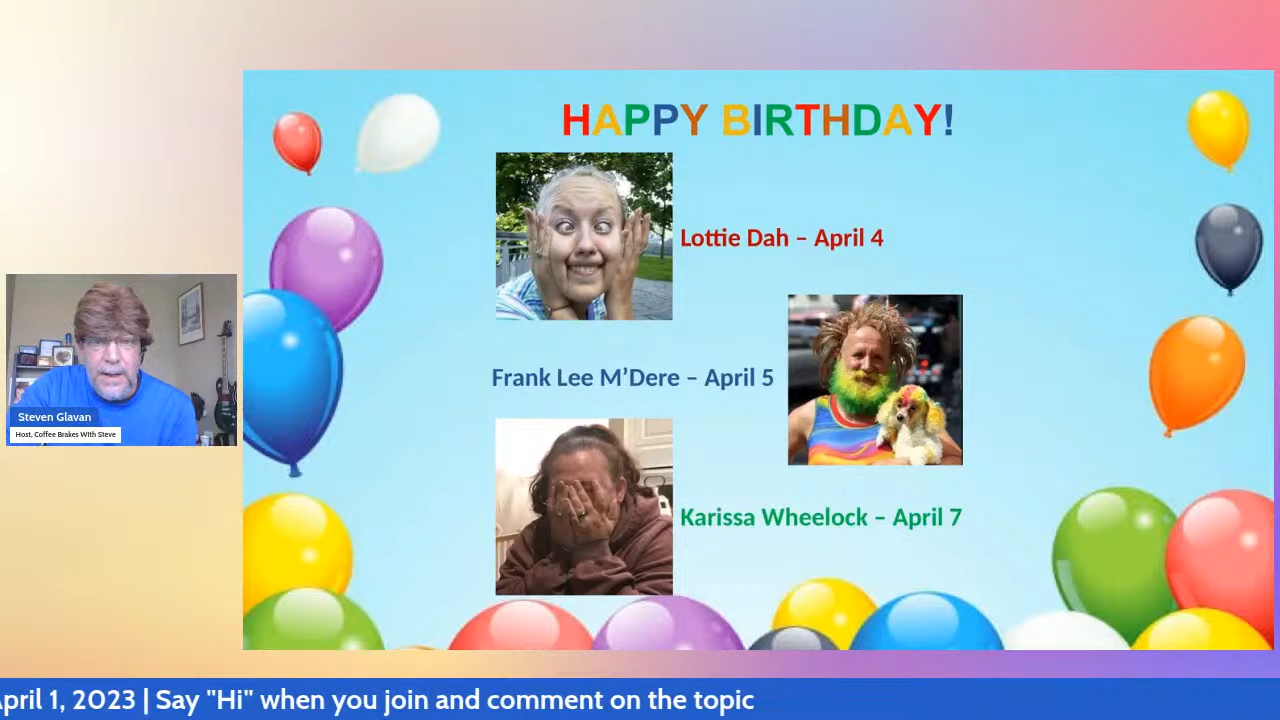 HAPPY BIRTHDAY!
Lottie Dah – April 4
Frank Lee M’Dere – April 5
Karissa Wheelock – April 7
Steven Glavan
Host, Coffee Brakes With Steve
April 1, 2023 | Say "Hi" when you join and comment on the topic